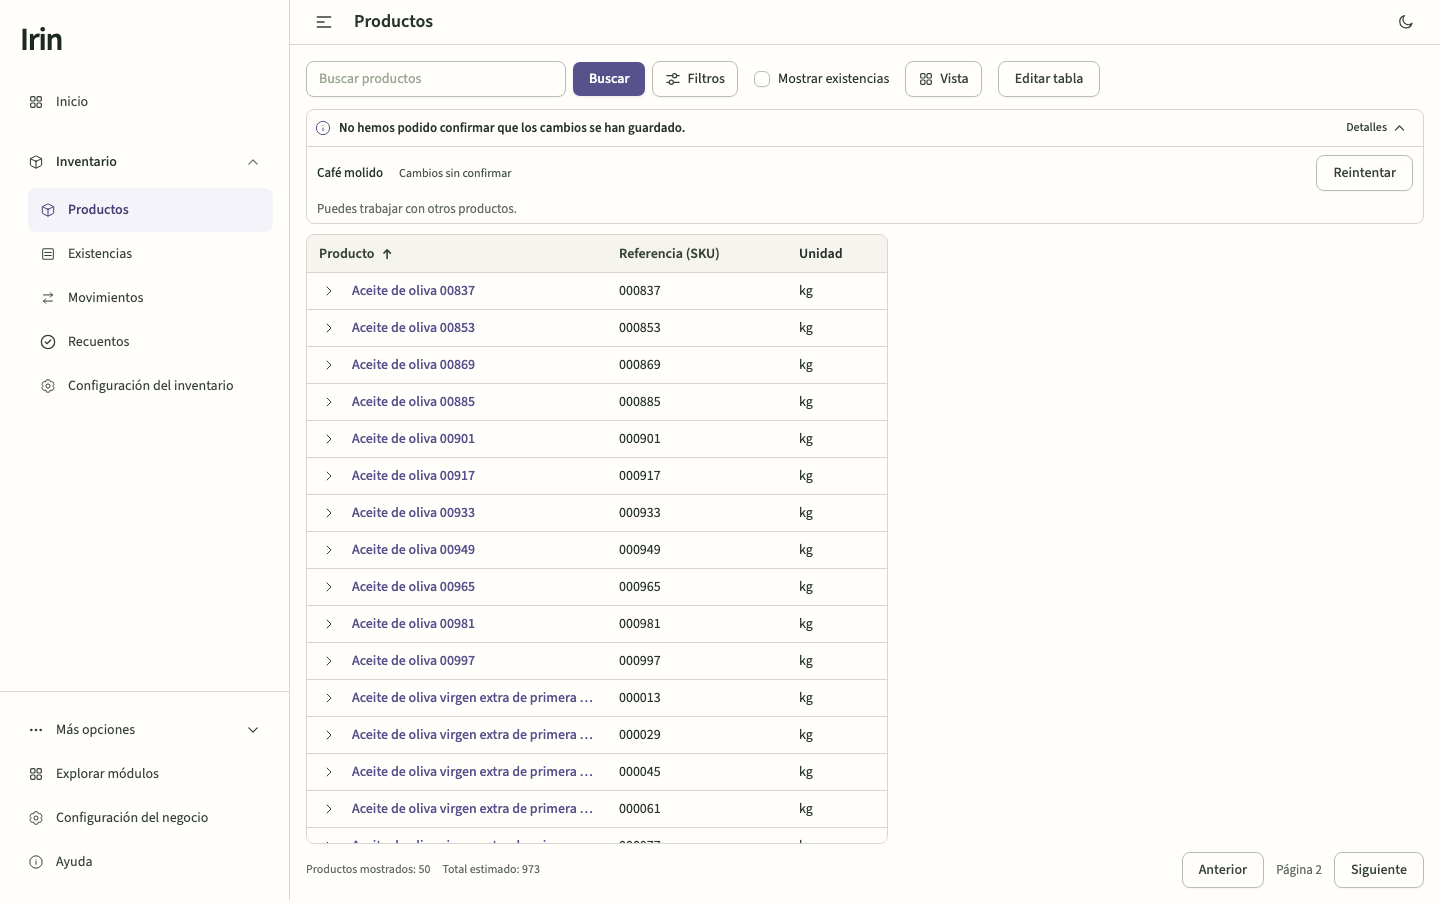 Irin
Productos
Inicio
Inventario
Productos
Existencias
Movimientos
Recuentos
Configuración del inventario
Más opciones
Explorar módulos
Configuración del negocio
Ayuda
Buscar productos Buscar Filtros Mostrar existencias Vista Editar tabla
No hemos podido confirmar que los cambios se han guardado. Detalles
Café molido Cambios sin confirmar Reintentar
Puedes trabajar con otros productos.
Producto Referencia (SKU) Unidad
Aceite de oliva 00837 000837 kg
Aceite de oliva 00853 000853 kg
Aceite de oliva 00869 000869 kg
Aceite de oliva 00885 000885 kg
Aceite de oliva 00901 000901 kg
Aceite de oliva 00917 000917 kg
Aceite de oliva 00933 000933 kg
Aceite de oliva 00949 000949 kg
Aceite de oliva 00965 000965 kg
Aceite de oliva 00981 000981 kg
Aceite de oliva 00997 000997 kg
Aceite de oliva virgen extra de primera … 000013 kg
Aceite de oliva virgen extra de primera … 000029 kg
Aceite de oliva virgen extra de primera … 000045 kg
Aceite de oliva virgen extra de primera … 000061 kg
Productos mostrados: 50 Total estimado: 973 Anterior Página 2 Siguiente